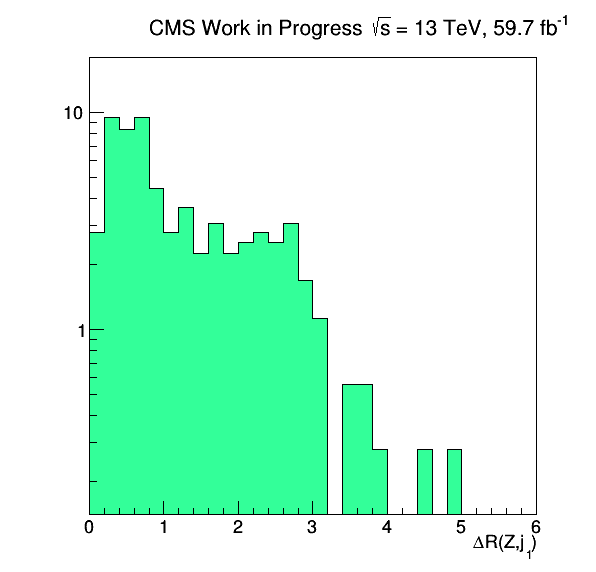 CMS Work in Progress √s = 13 TeV, 59.7 fb⁻¹
10
1
0 1 2 3 4 5 6
ΔR(Z,j₁)